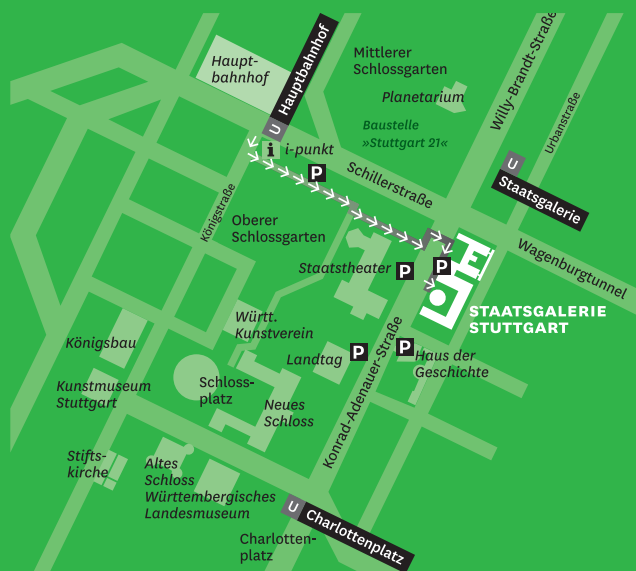 Haupt-
bahnhof
U Hauptbahnhof
Mittlerer
Schlossgarten
Planetarium
Willy-Brandt-Straße
Urbanstraße
Baustelle
»Stuttgart 21«
i i-punkt
P
Schillerstraße
U Staatsgalerie
Königstraße
Oberer
Schlossgarten
Wagenburgtunnel
Staatstheater P
P
STAATSGALERIE
STUTTGART
Württ.
Kunstverein
Königsbau
Landtag P
P Haus der
Geschichte
Konrad-Adenauer-Straße
Kunstmuseum
Stuttgart
Schloss-
platz
Neues
Schloss
Stifts-
kirche
Altes
Schloss
Württembergisches
Landesmuseum
U Charlottenplatz
Charlotten-
platz